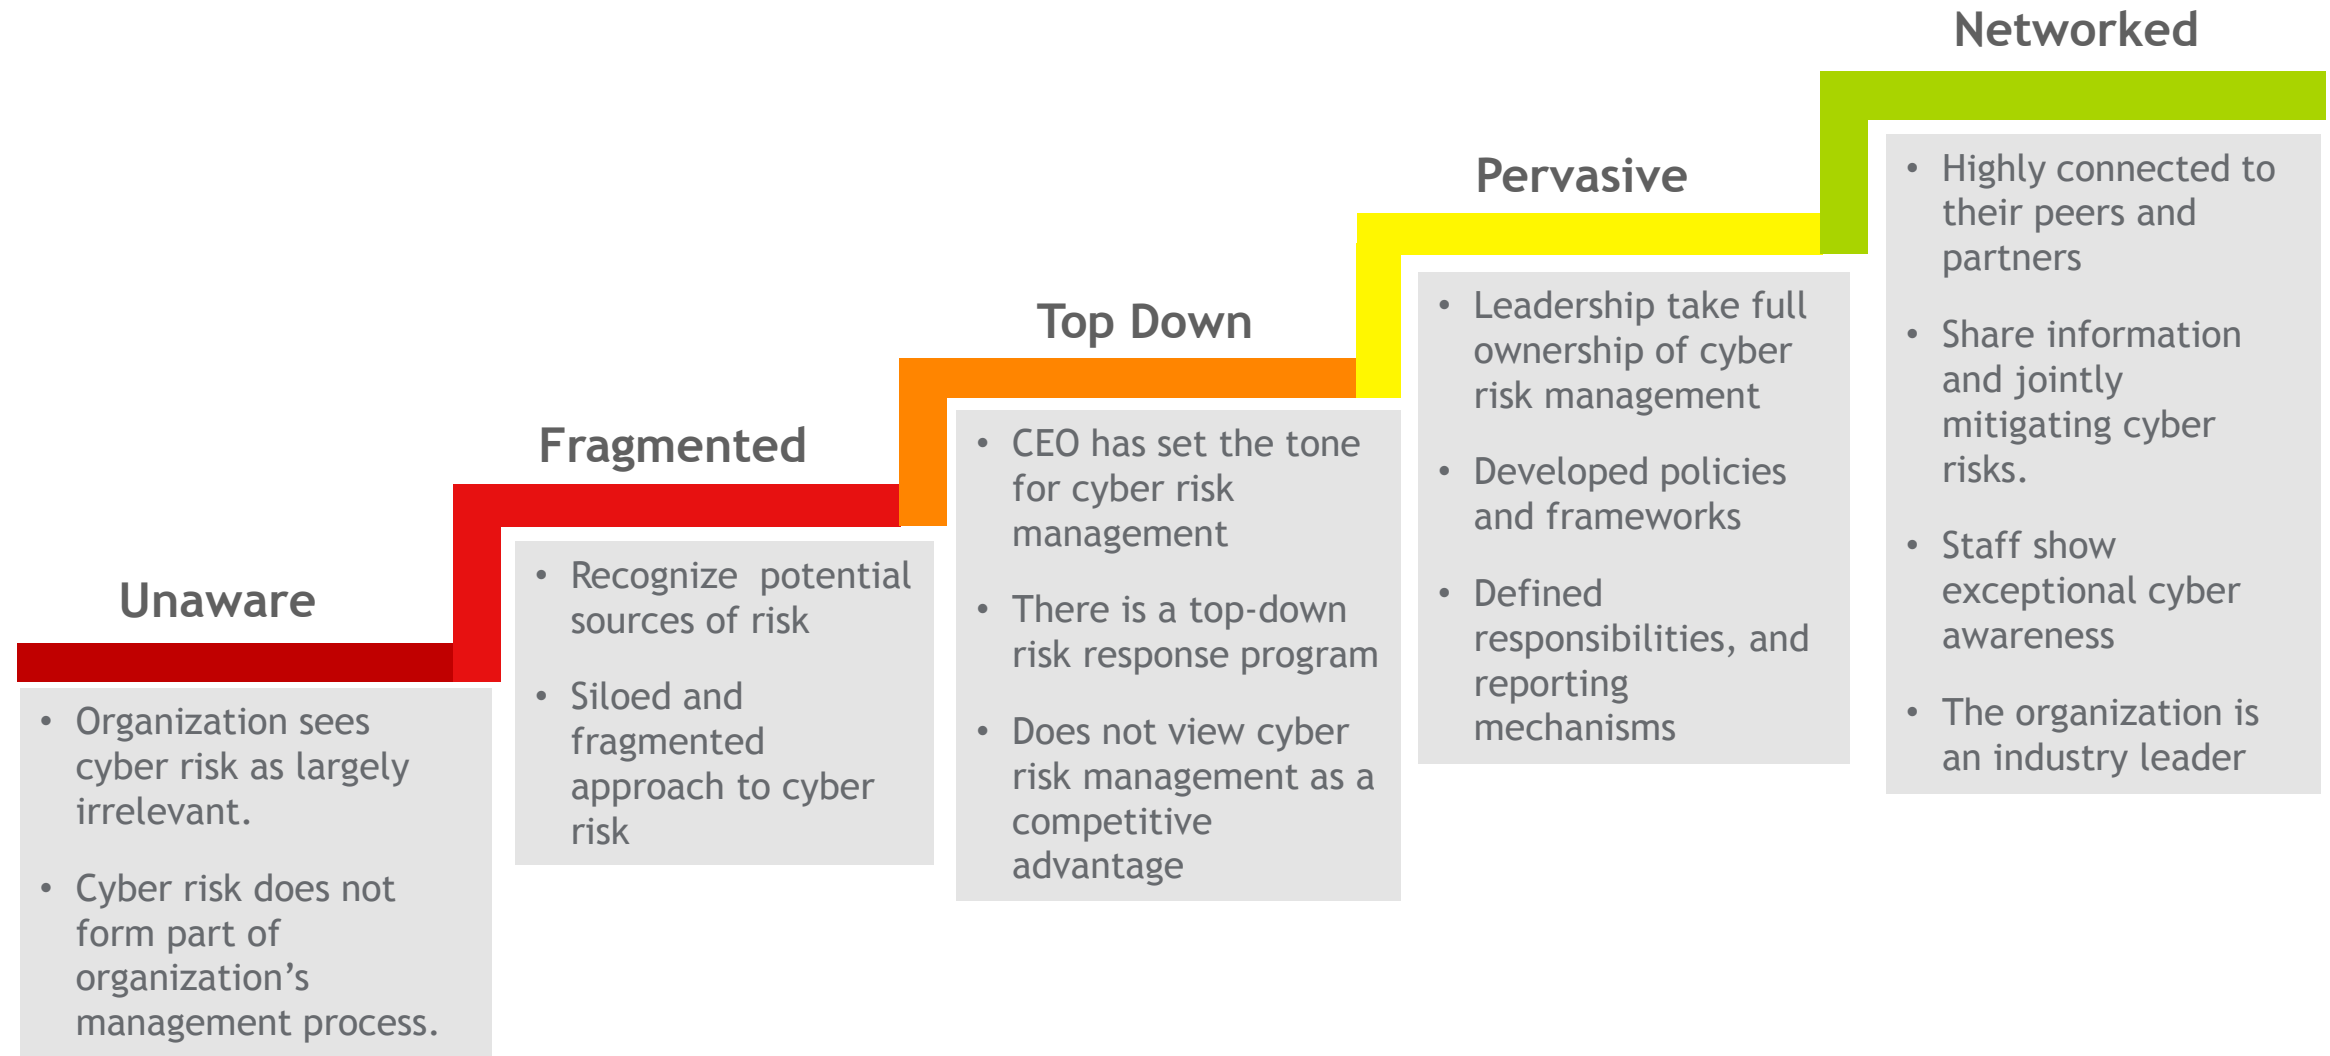 Unaware
• Organization sees
cyber risk as largely
irrelevant.
• Cyber risk does not
form part of
organization’s
management process.
Fragmented
• Recognize  potential
sources of risk
• Siloed and
fragmented
approach to cyber
risk
Top Down
• CEO has set the tone
for cyber risk
management
• There is a top-down
risk response program
• Does not view cyber
risk management as a
competitive
advantage
Pervasive
• Leadership take full
ownership of cyber
risk management
• Developed policies
and frameworks
• Defined
responsibilities, and
reporting
mechanisms
Networked
• Highly connected to
their peers and
partners
• Share information
and jointly
mitigating cyber
risks.
• Staff show
exceptional cyber
awareness
• The organization is
an industry leader